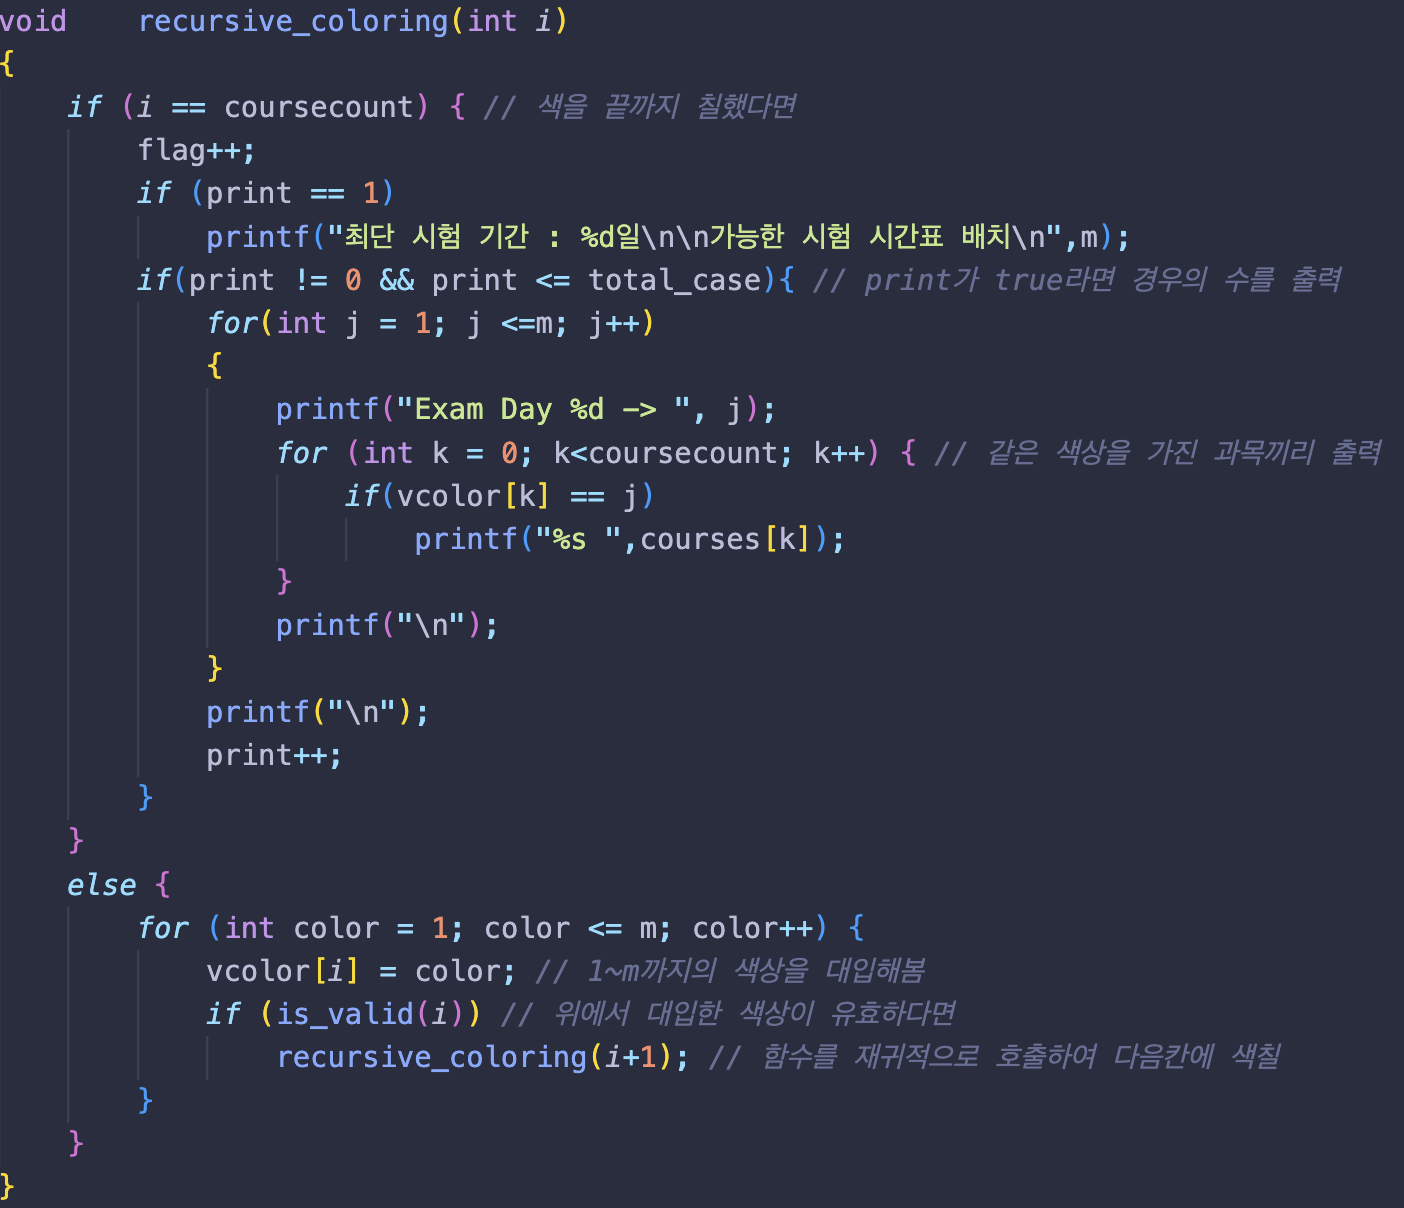 void    recursive_coloring(int i)
{
    if (i == coursecount) { // 색을 끝까지 칠했다면
        flag++;
        if (print == 1)
            printf("최단 시험 기간 : %d일\n\n가능한 시험 시간표 배치\n",m);
        if(print != 0 && print <= total_case){ // print가 true라면 경우의 수를 출력
            for(int j = 1; j <=m; j++)
            {
                printf("Exam Day %d -> ", j);
                for (int k = 0; k<coursecount; k++) { // 같은 색상을 가진 과목끼리 출력
                    if(vcolor[k] == j)
                        printf("%s ",courses[k]);
                }
                printf("\n");
            }
            printf("\n");
            print++;
        }
    }
    else {
        for (int color = 1; color <= m; color++) {
            vcolor[i] = color; // 1~m까지의 색상을 대입해봄
            if (is_valid(i)) // 위에서 대입한 색상이 유효하다면
                recursive_coloring(i+1); // 함수를 재귀적으로 호출하여 다음칸에 색칠
        }
    }
}